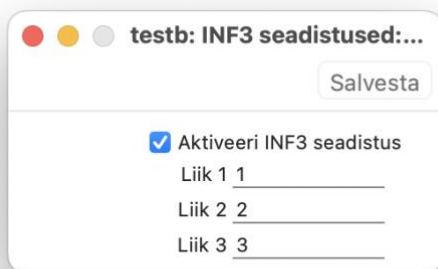 testb: INF3 seadistused:...
Salvesta
Aktiveeri INF3 seadistus
Liik 1 1
Liik 2 2
Liik 3 3